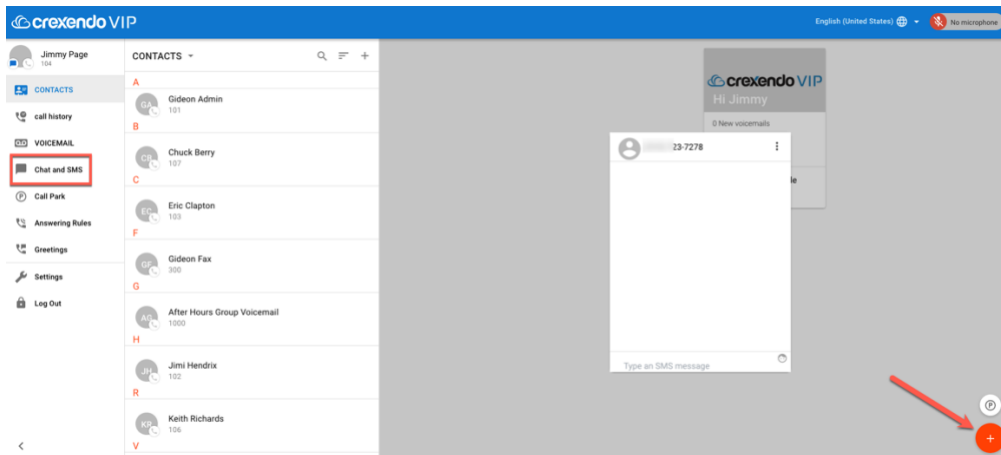 crexendo VIP
English (United States)
No microphone
Jimmy Page
104
CONTACTS
call history
VOICEMAIL
Chat and SMS
Call Park
Answering Rules
Greetings
Settings
Log Out
CONTACTS
A
GA
Gideon Admin
101
B
CB
Chuck Berry
107
C
EC
Eric Clapton
103
F
GF
Gideon Fax
300
G
AG
After Hours Group Voicemail
1000
H
JH
Jimi Hendrix
102
R
KR
Keith Richards
106
V
crexendo VIP
Hi Jimmy
0 New voicemails
le
23-7278
Type an SMS message
P
+